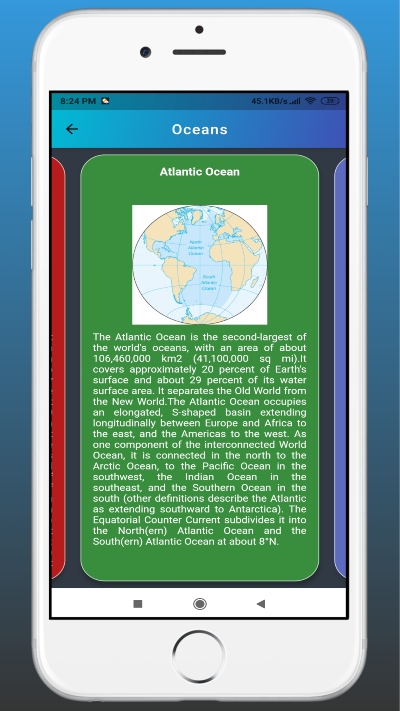 8:24 PM
45.1KB/s
39
Oceans
Atlantic Ocean
North
Atlantic
Ocean
South
Atlantic
Ocean
The Atlantic Ocean is the second-largest of
the world's oceans, with an area of about
106,460,000 km2 (41,100,000 sq mi).It
covers approximately 20 percent of Earth's
surface and about 29 percent of its water
surface area. It separates the Old World from
the New World.The Atlantic Ocean occupies
an elongated, S-shaped basin extending
longitudinally between Europe and Africa to
the east, and the Americas to the west. As
one component of the interconnected World
Ocean, it is connected in the north to the
Arctic Ocean, to the Pacific Ocean in the
southwest, the Indian Ocean in the
southeast, and the Southern Ocean in the
south (other definitions describe the Atlantic
as extending southward to Antarctica). The
Equatorial Counter Current subdivides it into
the North(ern) Atlantic Ocean and the
South(ern) Atlantic Ocean at about 8°N.